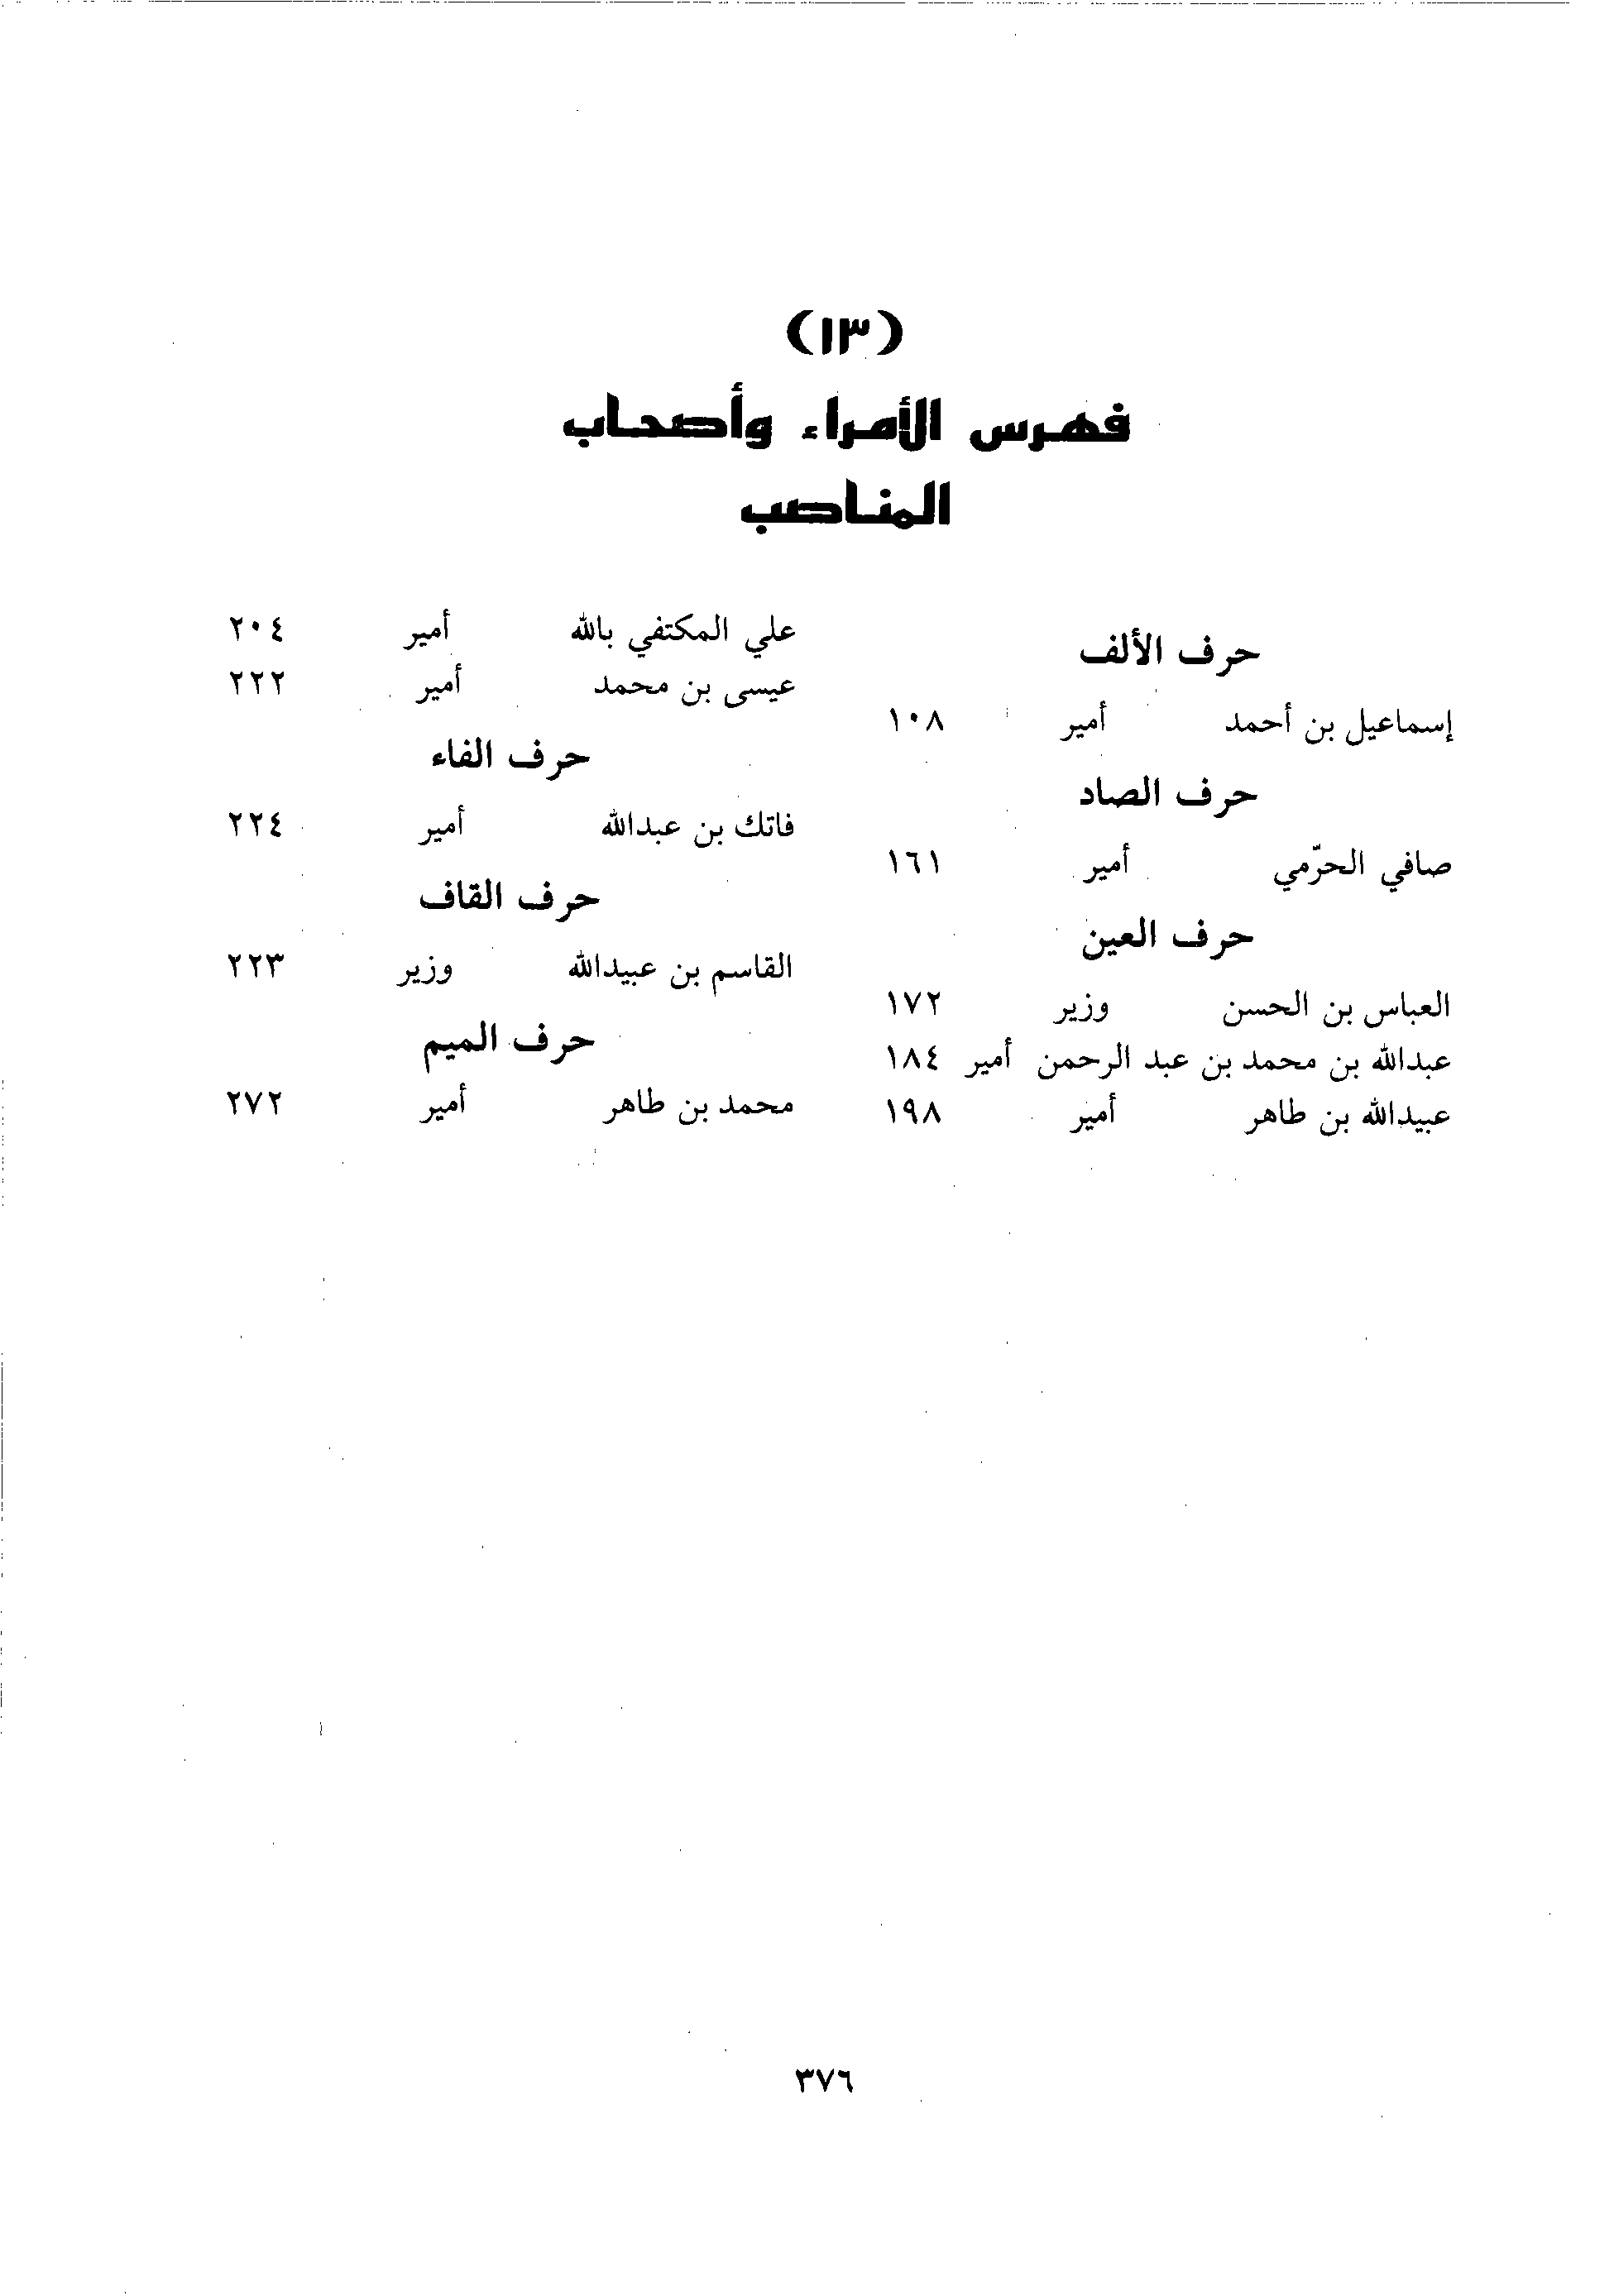 (١٣)
فهرس الأمراء وأصحاب
المناصب
حرف الألف
إسماعيل بن أحمد أمير ١٠٨
حرف الصاد
صافي الحرّمي أمير ١٦١
حرف العين
العباس بن الحسن وزير ١٧٢
عبدالله بن محمد بن عبد الرحمن أمير ١٨٤
عبيدالله بن طاهر أمير ١٩٨
علي المكتفي بالله أمير ٢٠٤
عيسى بن محمد أمير ٢٢٢
حرف الفاء
فاتك بن عبدالله أمير ٢٢٤
حرف القاف
القاسم بن عبيدالله وزير ٢٢٣
حرف الميم
محمد بن طاهر أمير ٢٧٢
٣٧٦